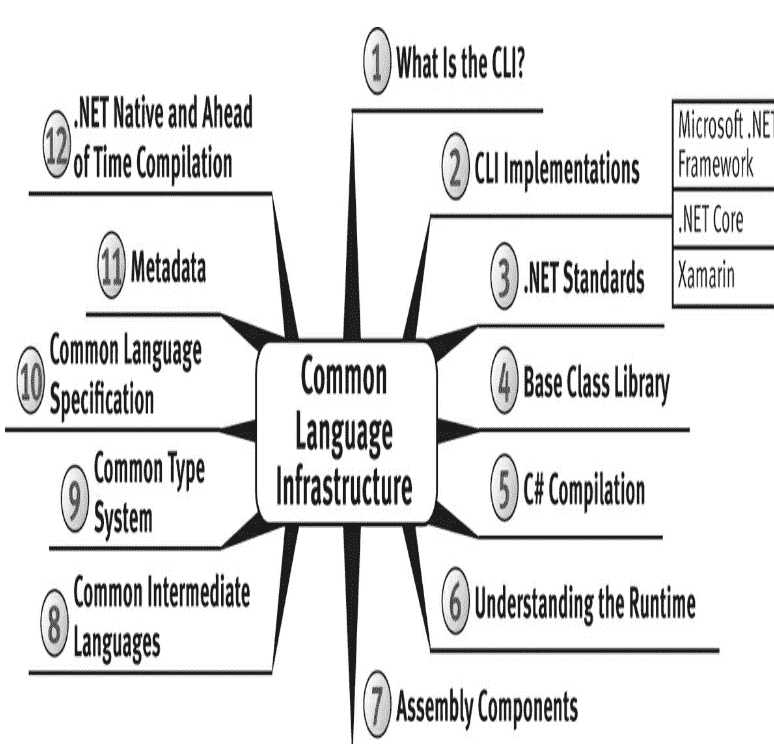 1 What Is the CLI?
2 CLI Implementations
Microsoft .NET
Framework
.NET Core
Xamarin
3 .NET Standards
4 Base Class Library
5 C# Compilation
6 Understanding the Runtime
7 Assembly Components
8 Common Intermediate
Languages
9 Common Type
System
10 Common Language
Specification
11 Metadata
12 .NET Native and Ahead
of Time Compilation
Common
Language
Infrastructure